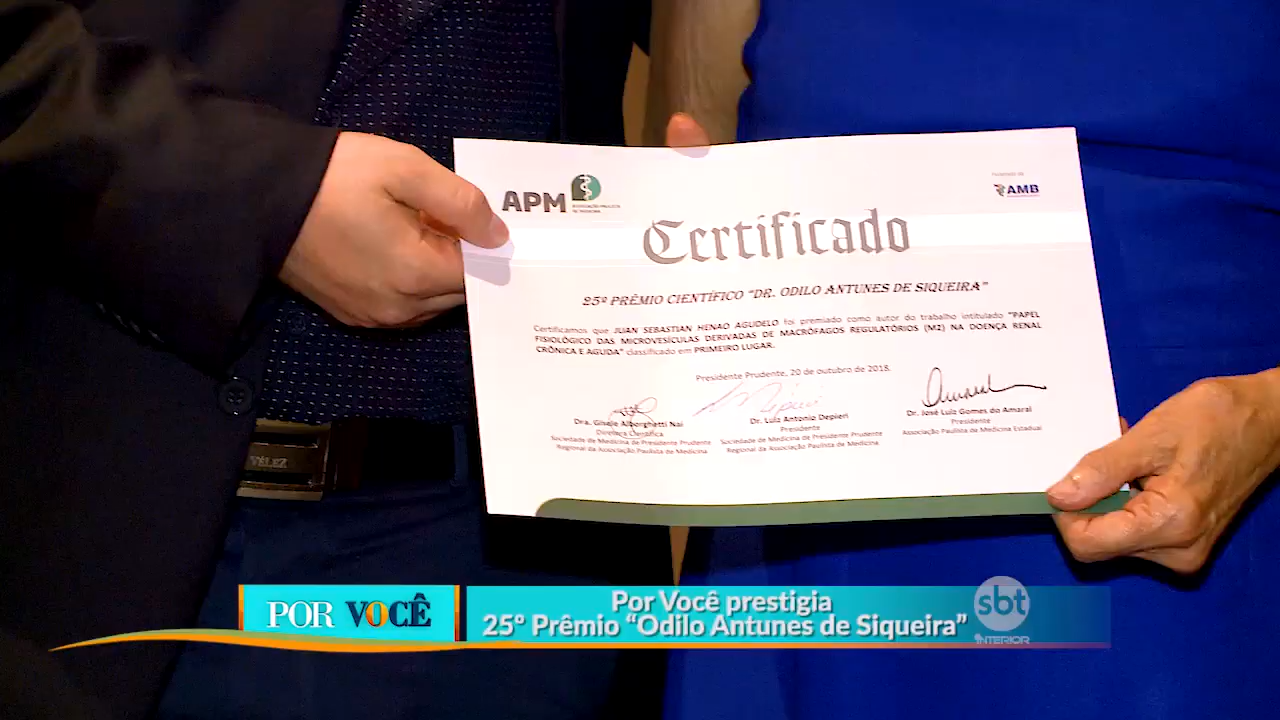 APM
ASSOCIAÇÃO PAULISTA
DE MEDICINA
AMB
Certificado
25º PRÊMIO CIENTÍFICO "DR. ODILO ANTUNES DE SIQUEIRA"
Certificamos que JUAN SEBASTIAN HENAO AGUDELO foi premiado como autor do trabalho intitulado "PAPEL
FISIOLÓGICO DAS MICROVESÍCULAS DERIVADAS DE MACRÓFAGOS REGULATÓRIOS (M2) NA DOENÇA RENAL
CRÔNICA E AGUDA" classificado em PRIMEIRO LUGAR.
Presidente Prudente, 20 de outubro de 2018.
Dra. Gisele Alborghetti Nai
Diretora Científica
Sociedade de Medicina de Presidente Prudente
Regional da Associação Paulista de Medicina
Dr. Luiz Antonio Depieri
Presidente
Sociedade de Medicina de Presidente Prudente
Regional da Associação Paulista de Medicina
Amaral
Dr. José Luiz Gomes do Amaral
Presidente
Associação Paulista de Medicina Estadual
VÉLEZ
POR VOCÊ
Por Você prestigia
25º Prêmio “Odilo Antunes de Siqueira”
sbt
INTERIOR